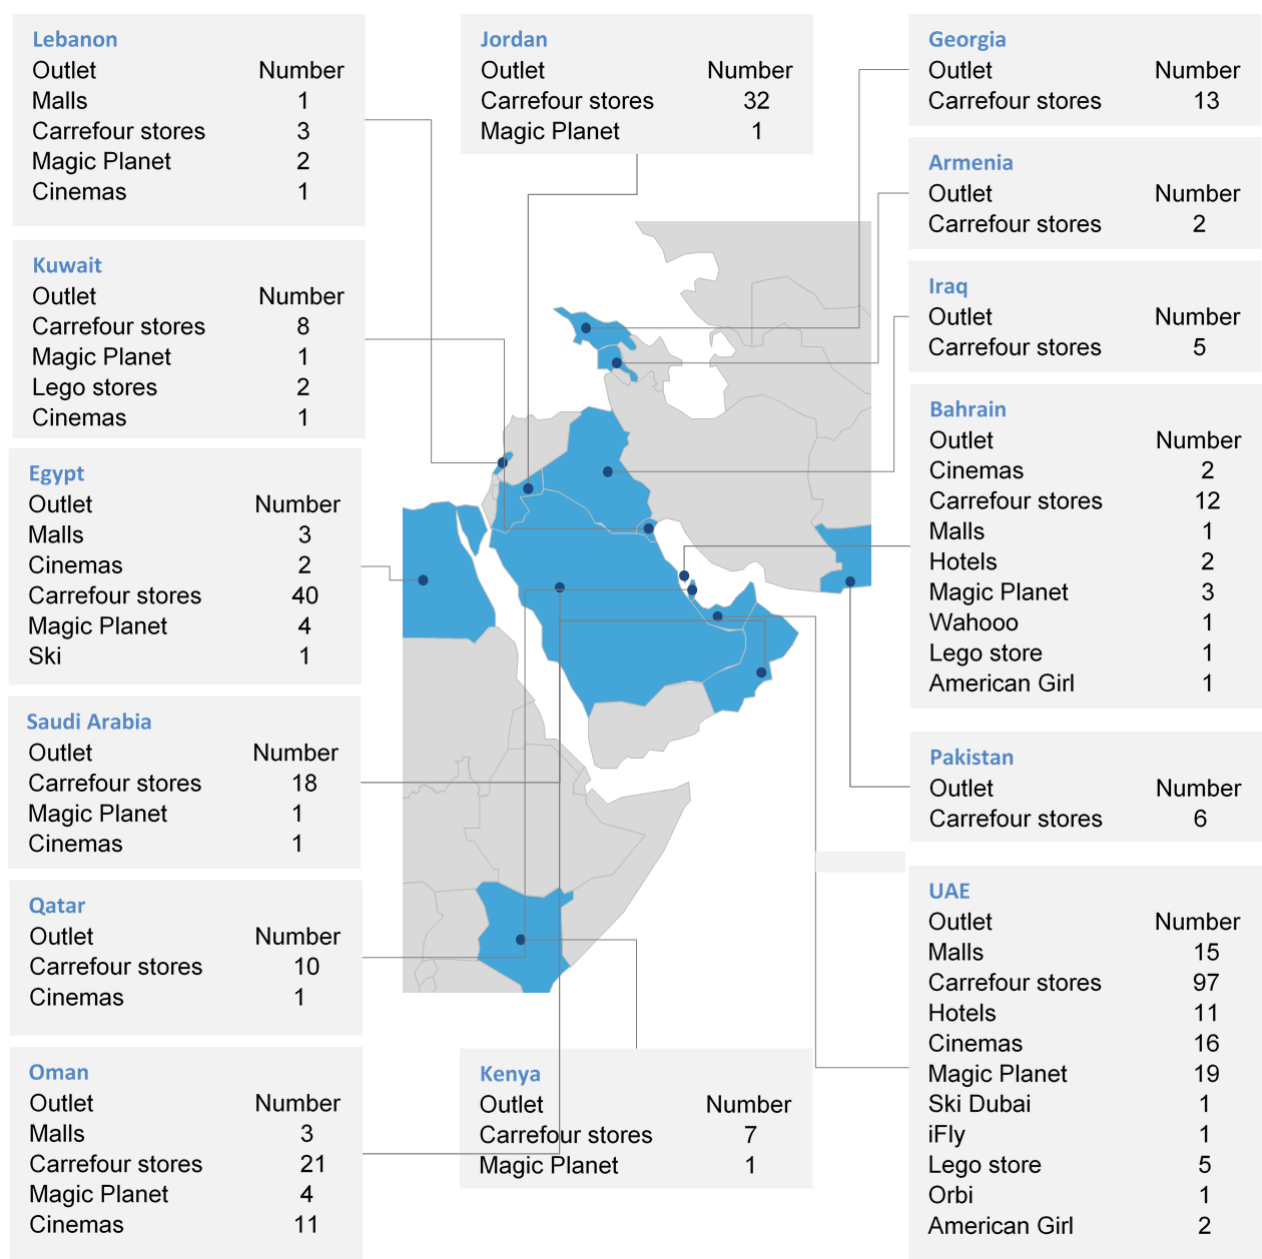 Lebanon
Outlet Number
Malls 1
Carrefour stores 3
Magic Planet 2
Cinemas 1
Kuwait
Outlet Number
Carrefour stores 8
Magic Planet 1
Lego stores 2
Cinemas 1
Egypt
Outlet Number
Malls 3
Cinemas 2
Carrefour stores 40
Magic Planet 4
Ski 1
Saudi Arabia
Outlet Number
Carrefour stores 18
Magic Planet 1
Cinemas 1
Qatar
Outlet Number
Carrefour stores 10
Cinemas 1
Oman
Outlet Number
Malls 3
Carrefour stores 21
Magic Planet 4
Cinemas 11
Jordan
Outlet Number
Carrefour stores 32
Magic Planet 1
Kenya
Outlet Number
Carrefour stores 7
Magic Planet 1
Georgia
Outlet Number
Carrefour stores 13
Armenia
Outlet Number
Carrefour stores 2
Iraq
Outlet Number
Carrefour stores 5
Bahrain
Outlet Number
Cinemas 2
Carrefour stores 12
Malls 1
Hotels 2
Magic Planet 3
Wahooo 1
Lego store 1
American Girl 1
Pakistan
Outlet Number
Carrefour stores 6
UAE
Outlet Number
Malls 15
Carrefour stores 97
Hotels 11
Cinemas 16
Magic Planet 19
Ski Dubai 1
iFly 1
Lego store 5
Orbi 1
American Girl 2